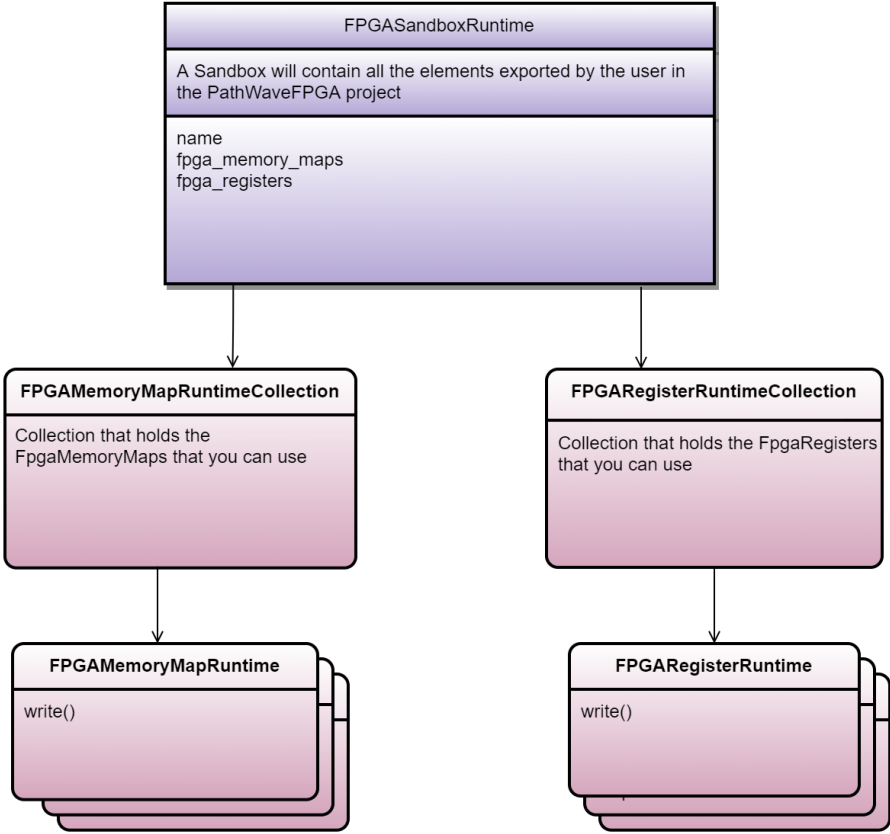 FPGASandboxRuntime
A Sandbox will contain all the elements exported by the user in
the PathWaveFPGA project
name
fpga_memory_maps
fpga_registers
FPGAMemoryMapRuntimeCollection
Collection that holds the
FpgaMemoryMaps that you can use
FPGARegisterRuntimeCollection
Collection that holds the FpgaRegisters
that you can use
FPGAMemoryMapRuntime
write()
FPGARegisterRuntime
write()